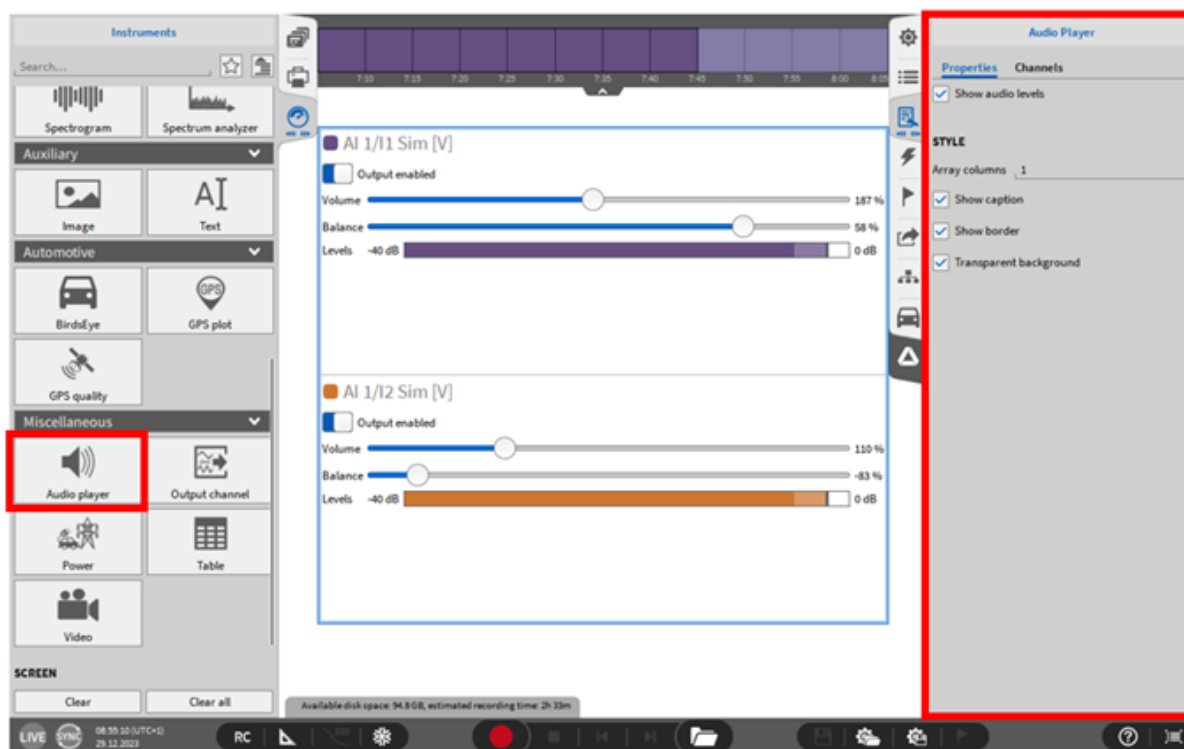 Instruments
Search...
Spectrogram
Spectrum analyzer
Auxiliary
Image
Text
Automotive
BirdsEye
GPS plot
GPS
GPS quality
Miscellaneous
Audio player
Output channel
Power
Table
Video
SCREEN
Clear
Clear all
7:10 7:15 7:20 7:25 7:30 7:35 7:40 7:45 7:50 7:55 8:00 8:05
AI 1/I1 Sim [V]
Output enabled
Volume 187 %
Balance 58 %
Levels -40 dB 0 dB
AI 1/I2 Sim [V]
Output enabled
Volume 110 %
Balance -83 %
Levels -40 dB 0 dB
Available disk space: 94.8 GB, estimated recording time: 2h 33m
Audio Player
Properties Channels
Show audio levels
STYLE
Array columns 1
Show caption
Show border
Transparent background
LIVE SYNC 08:55:10 (UTC+1)
29.12.2023
RC